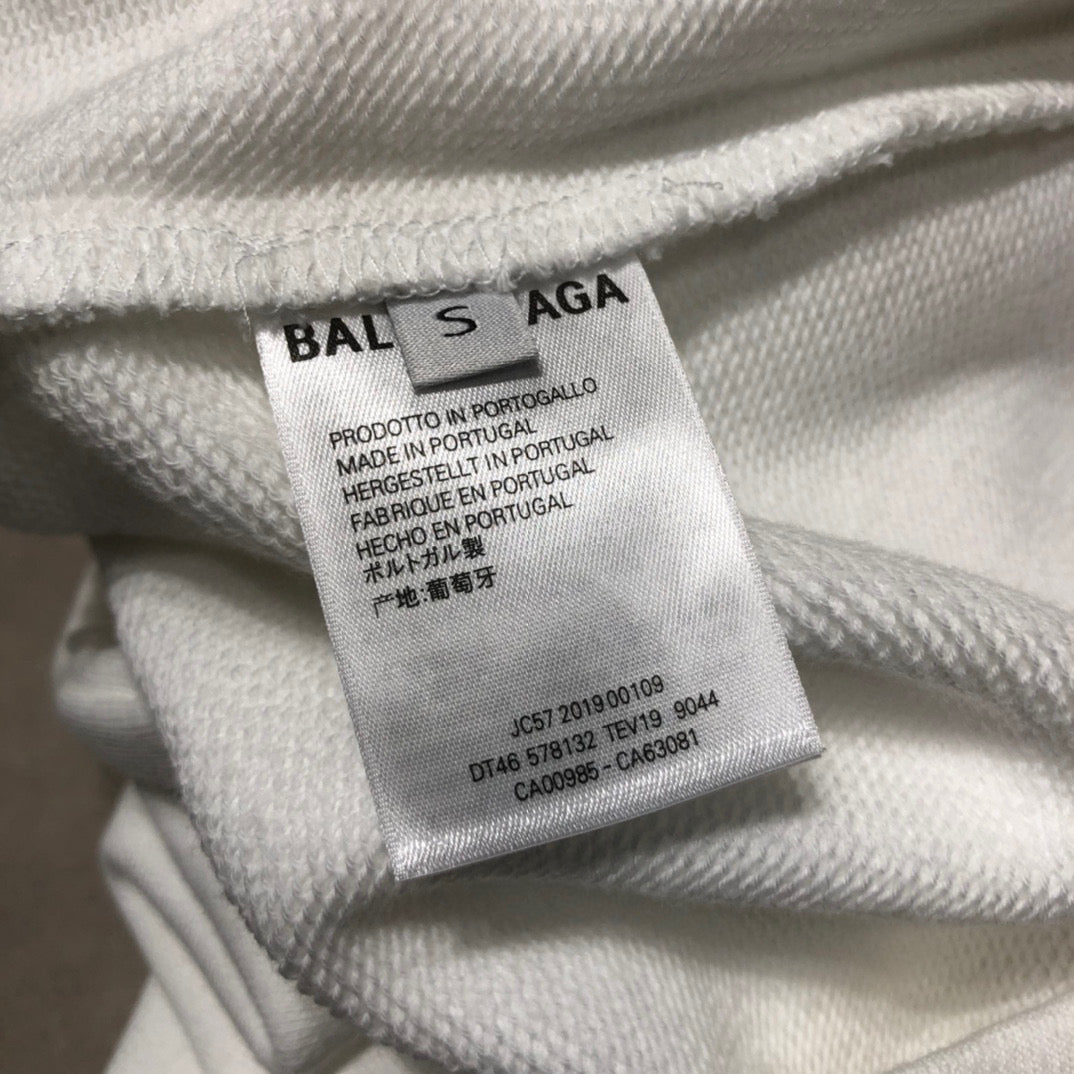 BAL S AGA
PRODOTTO IN PORTOGALLO
MADE IN PORTUGAL
HERGESTELLT IN PORTUGAL
FABRIQUE EN PORTUGAL
HECHO EN PORTUGAL
ポルトガル製
产地:葡萄牙
JC57 2019 00109
DT46 578132 TEV19 9044
CA00985 - CA63081